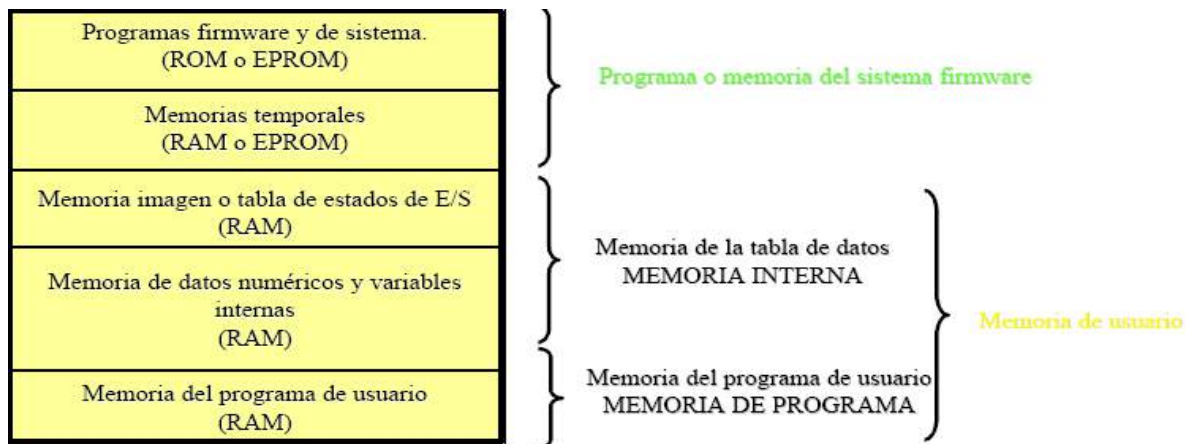 Programas firmware y de sistema.
(ROM o EPROM)
Programa o memoria del sistema firmware
Memorias temporales
(RAM o EPROM)
Memoria imagen o tabla de estados de E/S
(RAM)
Memoria de la tabla de datos
MEMORIA INTERNA
Memoria de datos numéricos y variables
internas
(RAM)
Memoria de usuario
Memoria del programa de usuario
(RAM)
Memoria del programa de usuario
MEMORIA DE PROGRAMA